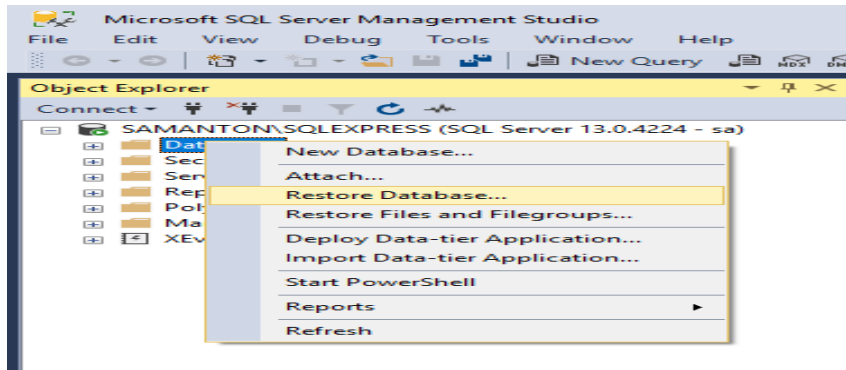 Microsoft SQL Server Management Studio
File Edit View Debug Tools Window Help
New Query MDX
Object Explorer
Connect
SAMANTON\SQLEXPRESS (SQL Server 13.0.4224 - sa)
Dat
Sec
Ser
Rep
Pol
Ma
XEv
New Database...
Attach...
Restore Database...
Restore Files and Filegroups...
Deploy Data-tier Application...
Import Data-tier Application...
Start PowerShell
Reports
Refresh